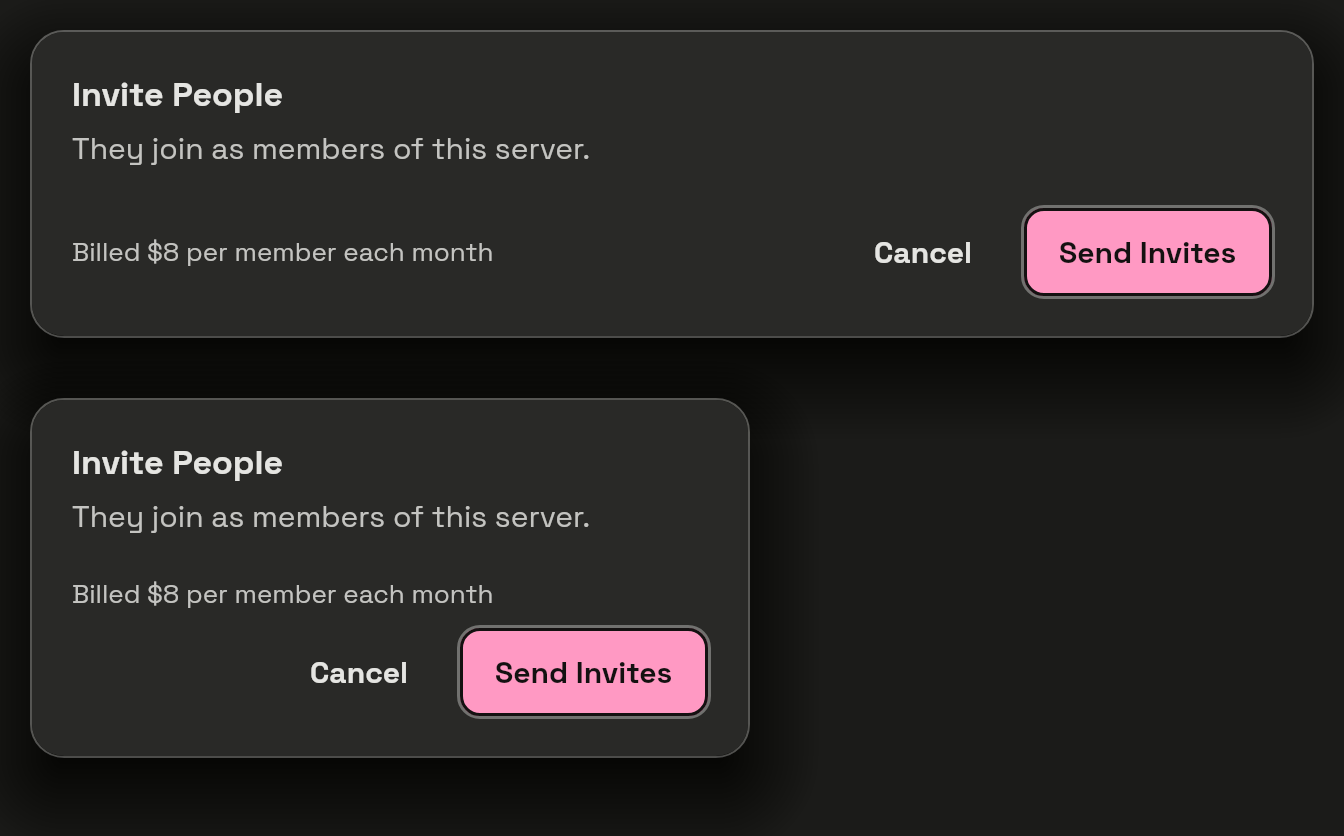 Invite People
They join as members of this server.
Billed $8 per member each month
Cancel
Send Invites
Invite People
They join as members of this server.
Billed $8 per member each month
Cancel
Send Invites